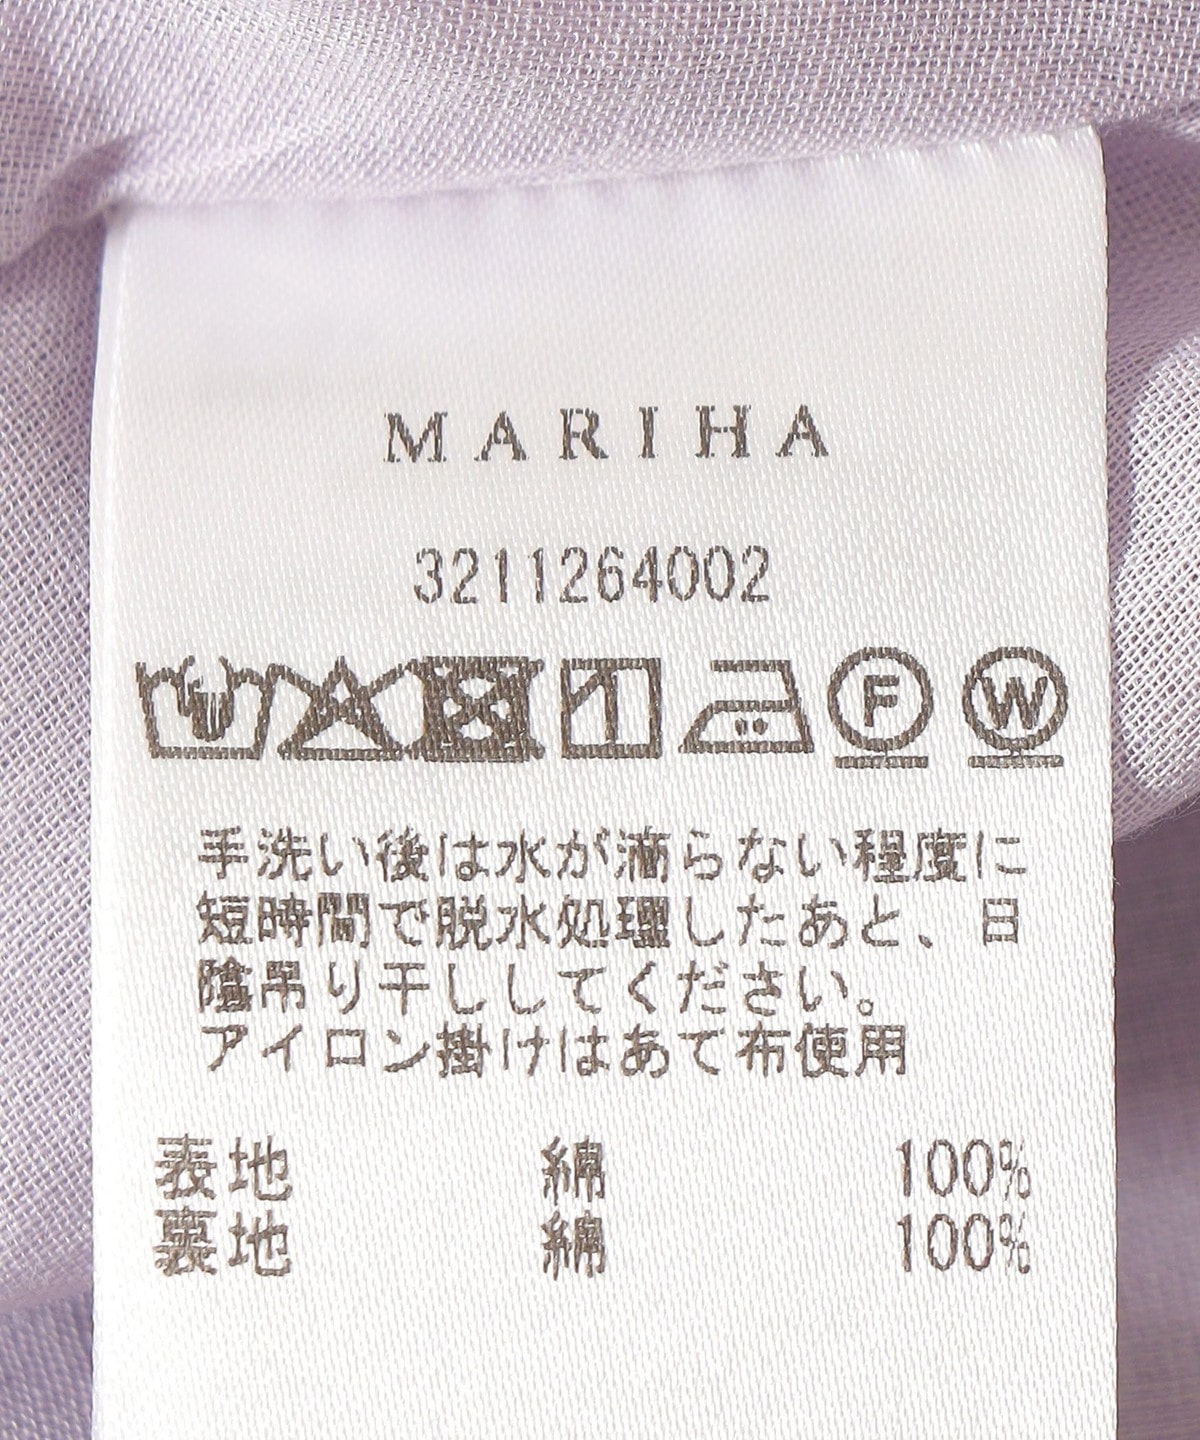 MARIHA
3211264002
F W
手洗い後は水が滴らない程度に
短時間で脱水処理したあと、日
陰吊り干ししてください。
アイロン掛けはあて布使用
表地 綿 100%
裏地 綿 100%